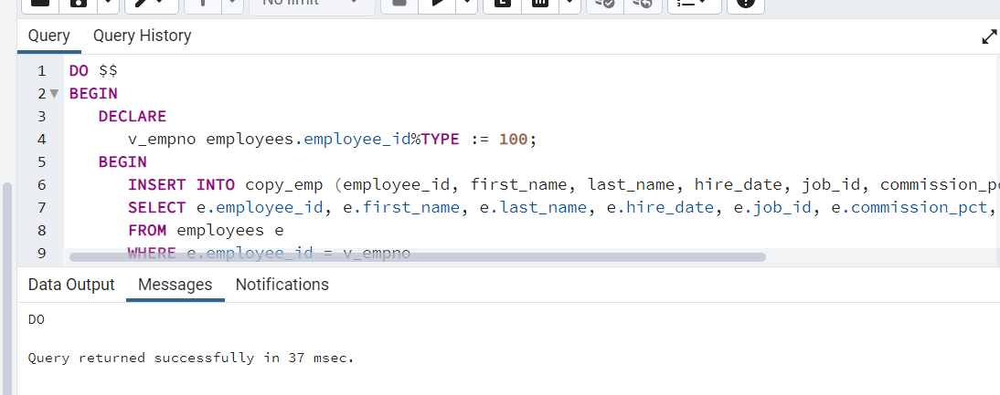 No limit
Query Query History
1 DO $$
2 BEGIN
3 DECLARE
4 v_empno employees.employee_id%TYPE := 100;
5 BEGIN
6 INSERT INTO copy_emp (employee_id, first_name, last_name, hire_date, job_id,
7 SELECT e.employee_id, e.first_name, e.last_name, e.hire_date, e.job_id, e.commission_pct,
8 FROM employees e
9 WHERE e.employee_id = v_empno
Data Output Messages Notifications
DO
Query returned successfully in 37 msec.